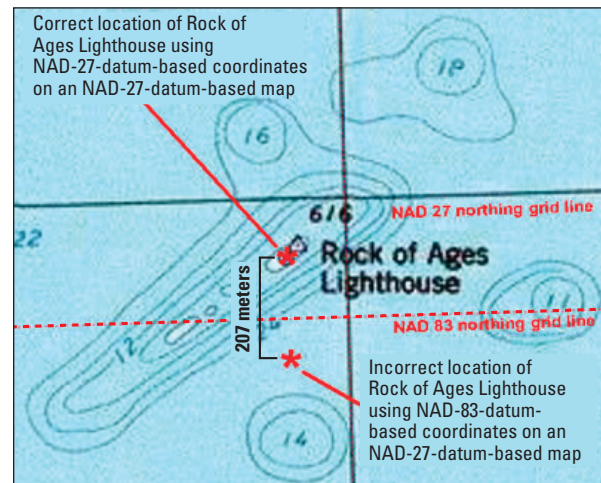 Correct location of Rock of
Ages Lighthouse using
NAD-27-datum-based coordinates
on an NAD-27-datum-based map
18
16
616
NAD 27 northing grid line
22
Rock of Ages
Lighthouse
207 meters
NAD 83 northing grid line
12
Incorrect location of
Rock of Ages Lighthouse
using NAD-83-datum-
based coordinates on an
NAD-27-datum-based map
14